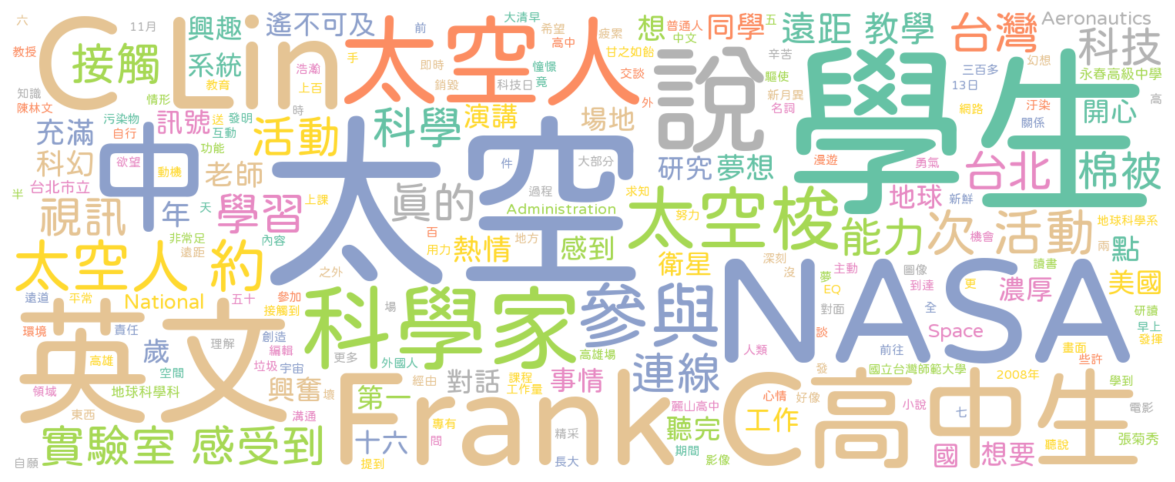 六 11月 興趣 遙不可及 前 大清早 希望 疲累 普通人 五 Aeronautics
C Lin 太空人 想 同學 遠距 教學 台灣 科技
教授 接觸 系統 浩瀚 手 即時 高中 甘之如飴 中文 辛苦 幻想 三百多 永春高級中學
知識 教育 上百 銷毀 交談 憧憬 說 驅使 學生 13日 高
陳林文 情形 送 發明 時 科技日 竟 外 新月異 網路 汙染 開心
充滿 污染物 訊號 互動 活動 科學 演講 場地 名詞 關係
科幻 自行 功能 老師 件 大部分 研究 夢想 漫遊 勇氣 台北 棉被
台北市立 欲望 中 動機 太空 眞的 過程 求知 地球 新鮮
半 視訊 年 學習 天 上課 Administration 太空梭 努力 能力 次 活動 地球科學系
非常足 內容 百 熱情 地方 感到 深刻 機會 兩
太空人 約 遠距 用力 衛星 沒 主動 圖像 讀書 點
遠道 平常 National 五十 之外 科學家 參與 夢 EQ 到達 東 濃厚 美國
環境 責任 參加 接觸到 場 對面 NASA 全 研讀
英文 歲 創造 編輯 理解 更多 高雄場 連線 談 Space 畫面 早上
高雄 空間 垃圾 宇宙 外國人 人類 前往 些許 發揮
領域 地球科學科 興奮 壞 經由 對話 課程 工作量 事情 發 國立台灣師範大學 2008年 學到
東西 溝通 第一 Frank C 高中生 麗山高中 心情 好像 小說 七 電影
實驗室 感受到 十六 問 專有 精采 聽完 工作 國 想要 聽說 張菊秀
自願 提到 長大 期間 影像